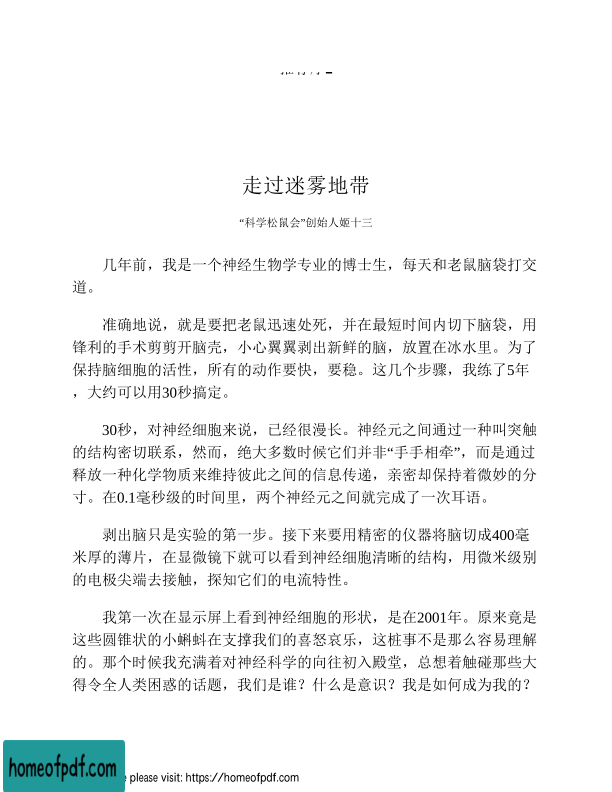 走过迷雾地带
“科学松鼠会”创始人姬十三
几年前，我是一个神经生物学专业的博士生，每天和老鼠脑袋打交
道。
准确地说，就是要把老鼠迅速处死，并在最短时间内切下脑袋，用
锋利的手术剪剪开脑壳，小心翼翼剥出新鲜的脑，放置在冰水里。为了
保持脑细胞的活性，所有的动作要快，要稳。这几个步骤，我练了5年
，大约可以用30秒搞定。
30秒，对神经细胞来说，已经很漫长。神经元之间通过一种叫突触
的结构密切联系，然而，绝大多数时候它们并非“手手相牵”，而是通过
释放一种化学物质来维持彼此之间的信息传递，亲密却保持着微妙的分
寸。在0.1毫秒级的时间里，两个神经元之间就完成了一次耳语。
剥出脑只是实验的第一步。接下来要用精密的仪器将脑切成400毫
米厚的薄片，在显微镜下就可以看到神经细胞清晰的结构，用微米级别
的电极尖端去接触，探知它们的电流特性。
我第一次在显示屏上看到神经细胞的形状，是在2001年。原来竟是
这些圆锥状的小蝌蚪在支撑我们的喜怒哀乐，这桩事不是那么容易理解
的。那个时候我充满着对神经科学的向往初入殿堂，总想着触碰那些大
得令全人类困惑的话题，我们是谁？什么是意识？我是如何成为我的？
homeofpdf.com
please visit: https://homeofpdf.com